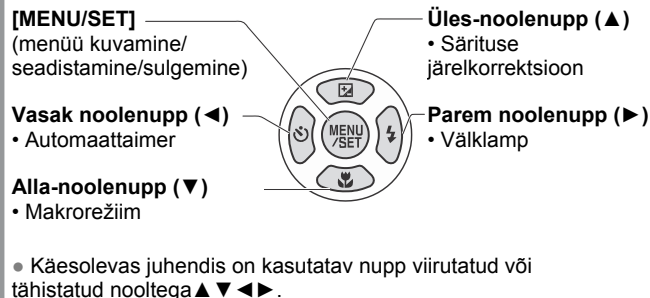 [MENU/SET]
(menüü kuvamine/
seadistamine/sulgemine)
Vasak noolenupp (◄)
• Automaattaimer
Alla-noolenupp (▼)
• Makrorežiim
MENU
/SET
Üles-noolenupp (▲)
• Särituse
järelkorrektsioon
Parem noolenupp (►)
• Välklamp
● Käesolevas juhendis on kasutatav nupp viirutatud või
tähistatud nooltega▲▼◄►.